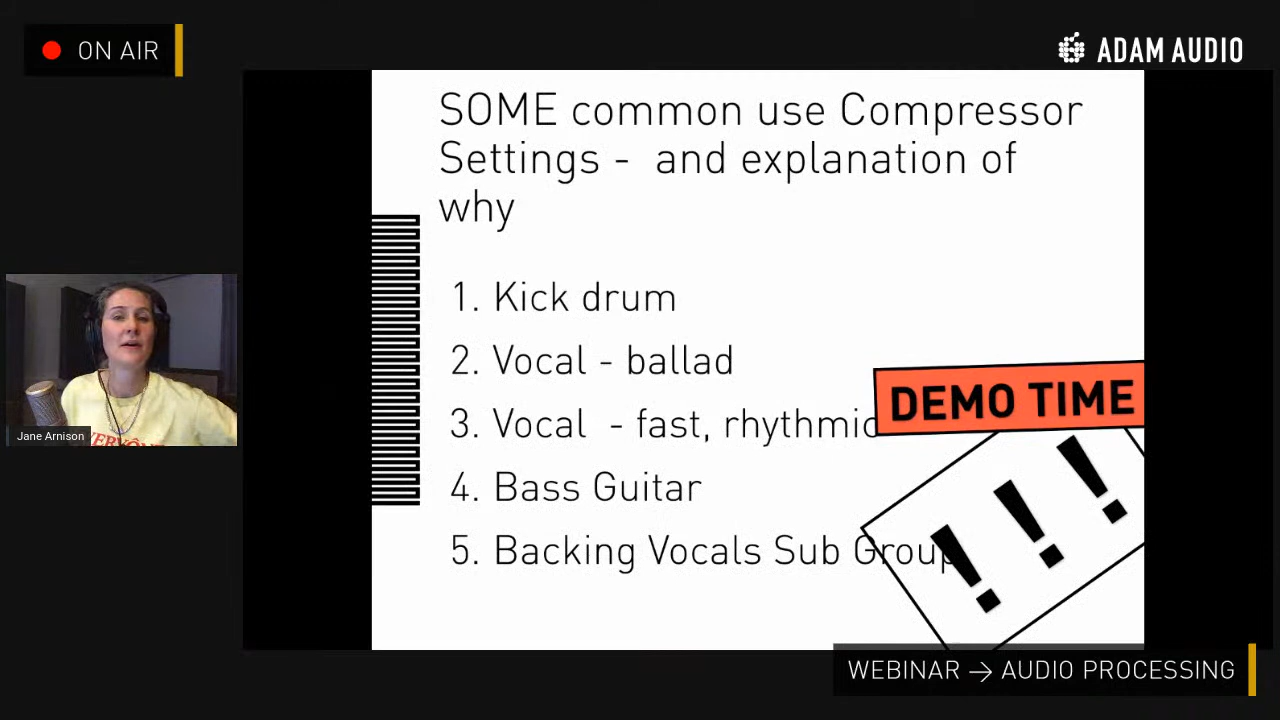 ON AIR
ADAM AUDIO
SOME common use Compressor
Settings - and explanation of
why
1. Kick drum
2. Vocal - ballad
3. Vocal - fast, rhythmic
4. Bass Guitar
5. Backing Vocals Sub Group
DEMO TIME
! ! !
Jane Arnison
WEBINAR → AUDIO PROCESSING